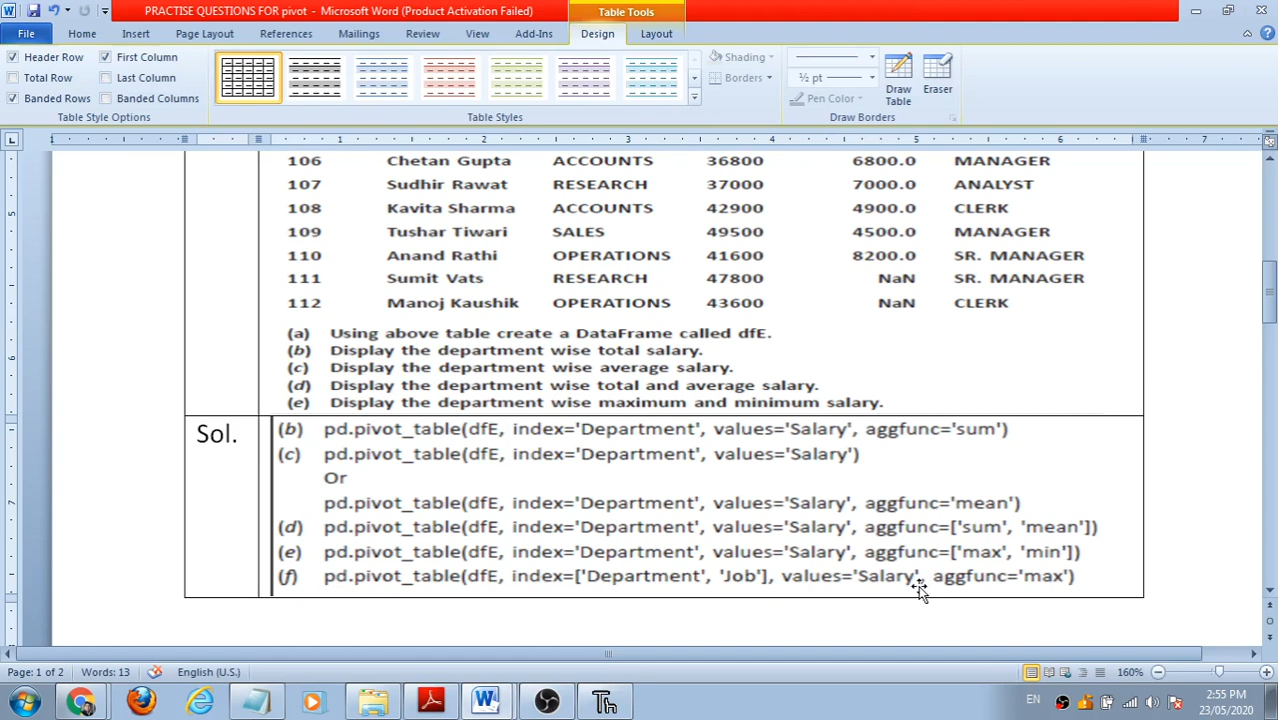 PRACTISE QUESTIONS FOR pivot - Microsoft Word (Product Activation Failed)
Table Tools
File Home Insert Page Layout References Mailings Review View Add-Ins Design Layout
Header Row First Column
Total Row Last Column
Banded Rows Banded Columns
Table Style Options
Table Styles
Shading
Borders
½ pt
Pen Color
Draw Table
Eraser
Draw Borders
1 1 2 3 4 5 6 7
106 Chetan Gupta ACCOUNTS 36800 6800.0 MANAGER
107 Sudhir Rawat RESEARCH 37000 7000.0 ANALYST
108 Kavita Sharma ACCOUNTS 42900 4900.0 CLERK
109 Tushar Tiwari SALES 49500 4500.0 MANAGER
110 Anand Rathi OPERATIONS 41600 8200.0 SR. MANAGER
111 Sumit Vats RESEARCH 47800 NaN SR. MANAGER
112 Manoj Kaushik OPERATIONS 43600 NaN CLERK
(a) Using above table create a DataFrame called dfE.
(b) Display the department wise total salary.
(c) Display the department wise average salary.
(d) Display the department wise total and average salary.
(e) Display the department wise maximum and minimum salary.
Sol.
(b) pd.pivot_table(dfE, index='Department', values='Salary', aggfunc='sum')
(c) pd.pivot_table(dfE, index='Department', values='Salary')
Or
pd.pivot_table(dfE, index='Department', values='Salary', aggfunc='mean')
(d) pd.pivot_table(dfE, index='Department', values='Salary', aggfunc=['sum', 'mean'])
(e) pd.pivot_table(dfE, index='Department', values='Salary', aggfunc=['max', 'min'])
(f) pd.pivot_table(dfE, index=['Department', 'Job'], values='Salary', aggfunc='max')
Page: 1 of 2 Words: 13 English (U.S.) 160%
EN 2:55 PM
23/05/2020